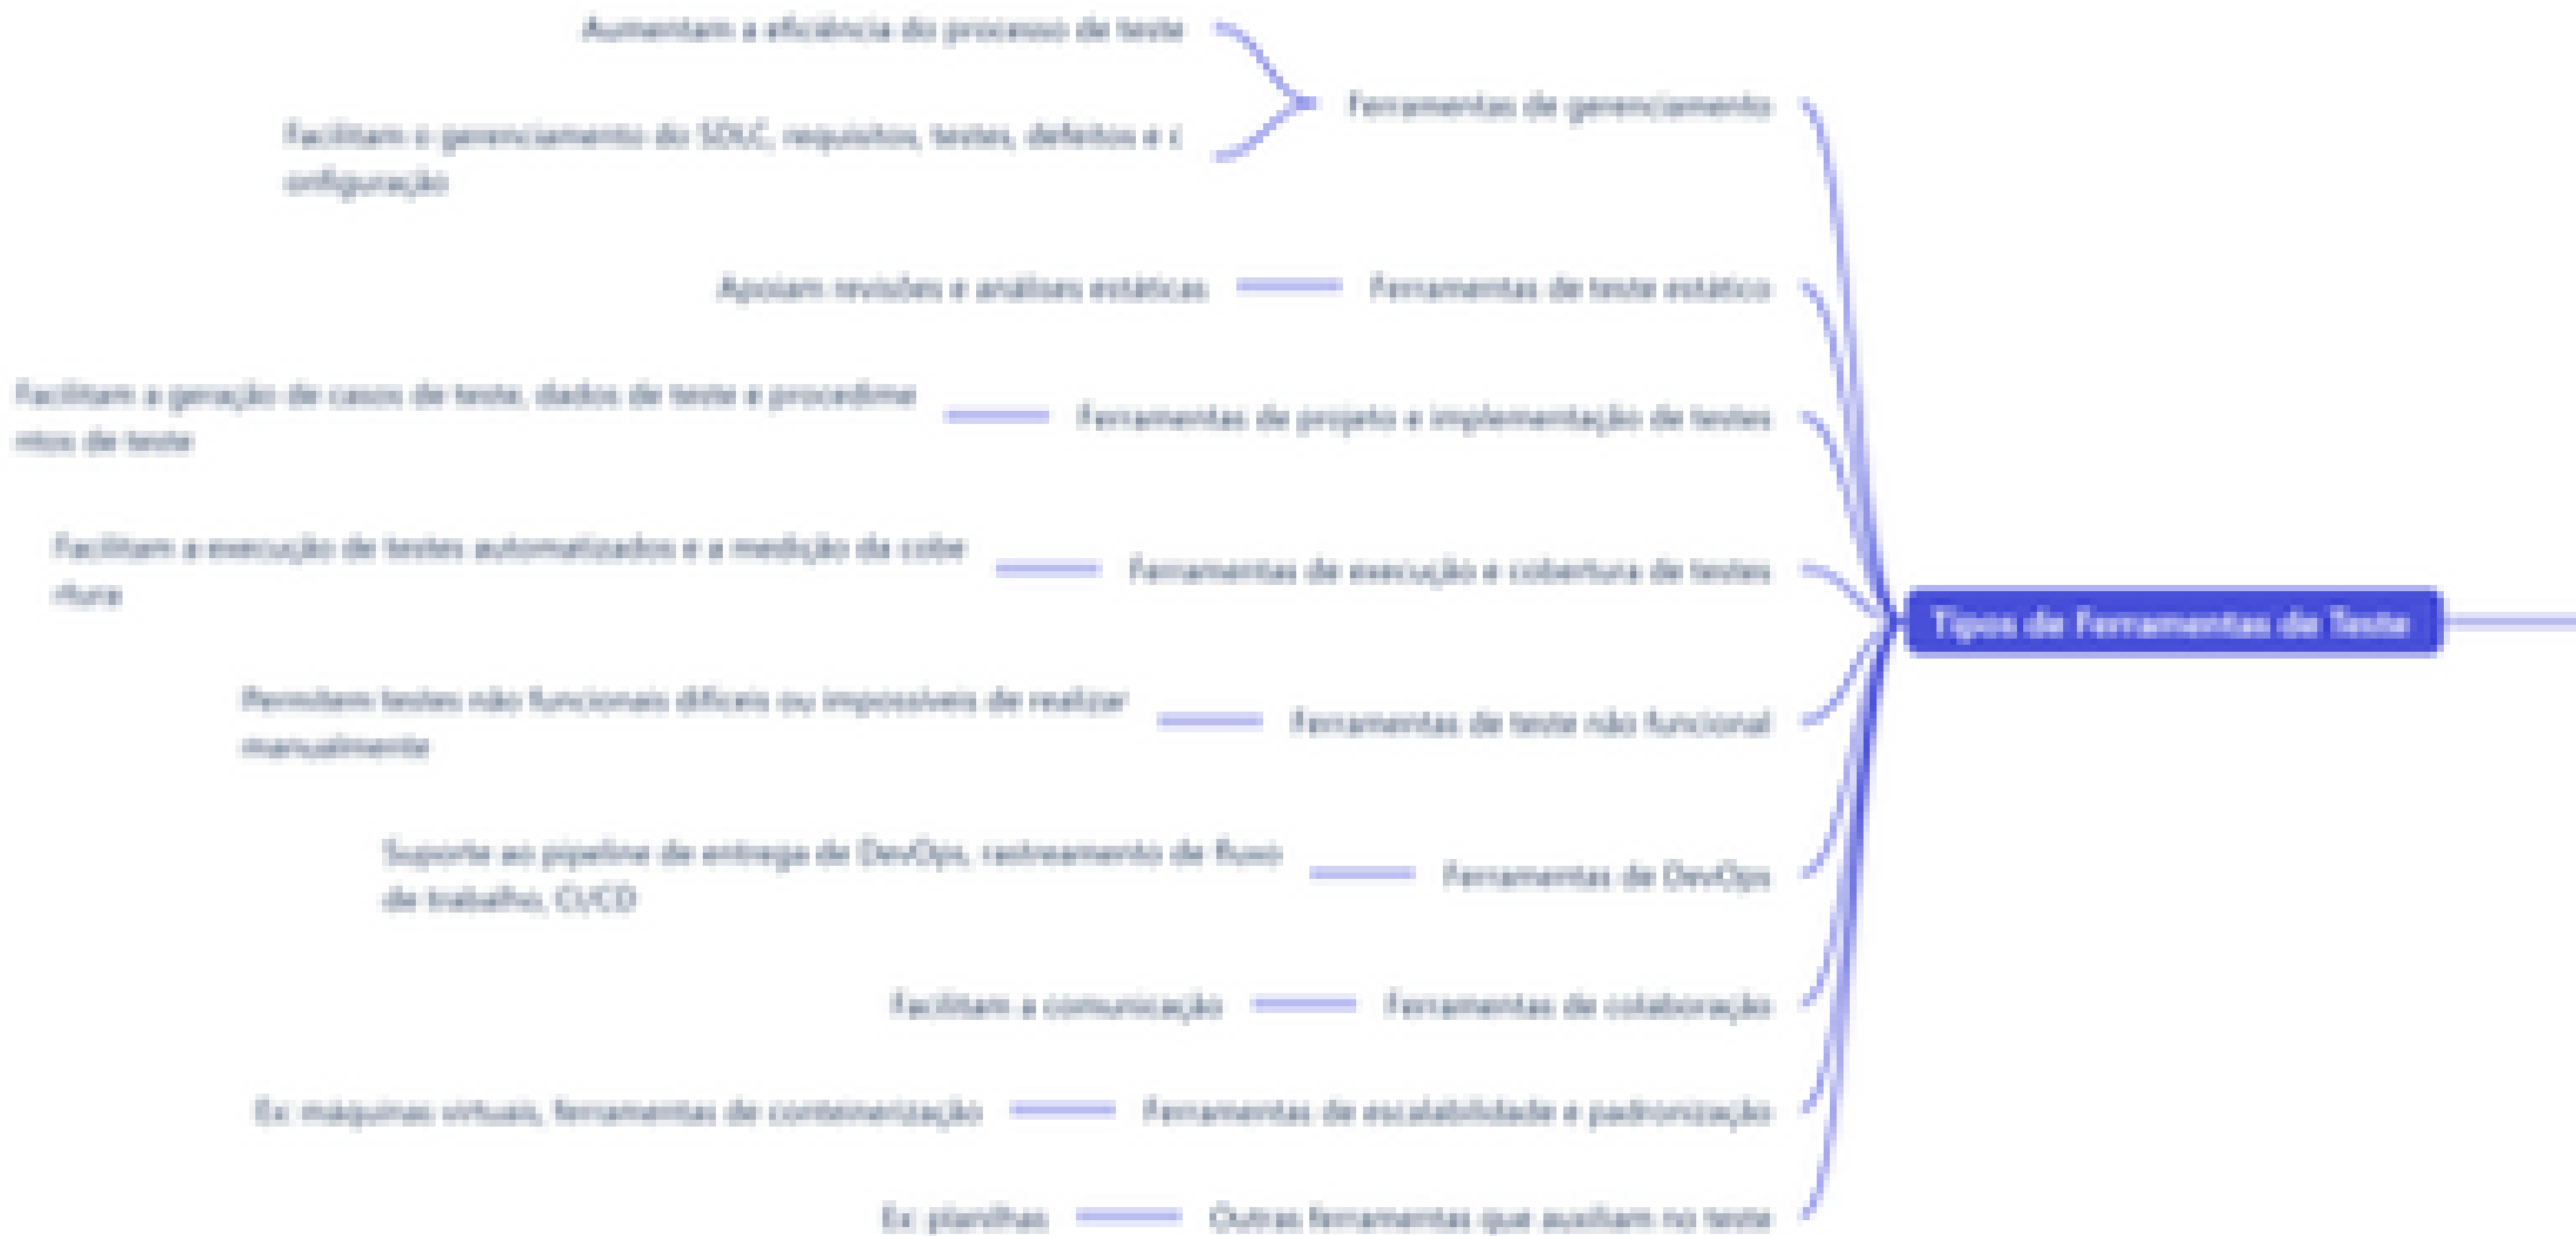 Aumentam a eficiência do processo de teste
Ferramentas de gerenciamento
Facilitam o gerenciamento do SDLC, requisitos, testes, defeitos e c
onfiguração
Apoiam revisões e análises estáticas
Ferramentas de teste estático
Facilitam a geração de casos de teste, dados de teste e procedime
ntos de teste
Ferramentas de projeto e implementação de testes
Facilitam a execução de testes automatizados e a medição da cobe
rtura
Ferramentas de execução e cobertura de testes
Tipos de Ferramentas de Teste
Permitem testes não funcionais difíceis ou impossíveis de realizar
manualmente
Ferramentas de teste não funcional
Suporte ao pipeline de entrega de DevOps, rastreamento de fluxo
de trabalho, CI/CD
Ferramentas de DevOps
Facilitam a comunicação
Ferramentas de colaboração
Ex: máquinas virtuais, ferramentas de conteinerização
Ferramentas de escalabilidade e padronização
Ex: planilhas
Outras ferramentas que auxiliam no teste